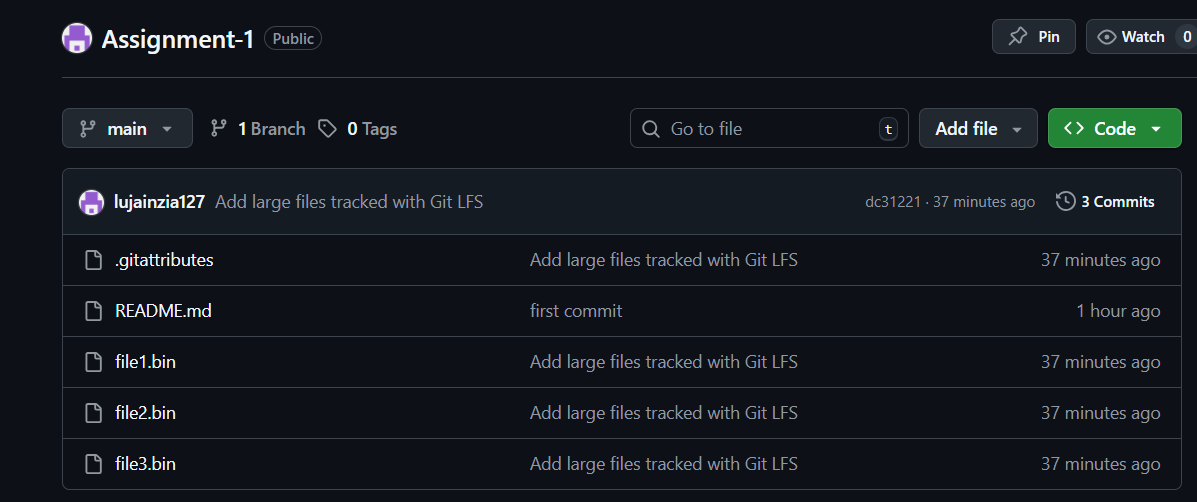 Assignment-1 Public Pin Watch 0
main 1 Branch 0 Tags Go to file t Add file Code
lujainzia127 Add large files tracked with Git LFS dc31221 · 37 minutes ago 3 Commits
.gitattributes Add large files tracked with Git LFS 37 minutes ago
README.md first commit 1 hour ago
file1.bin Add large files tracked with Git LFS 37 minutes ago
file2.bin Add large files tracked with Git LFS 37 minutes ago
file3.bin Add large files tracked with Git LFS 37 minutes ago